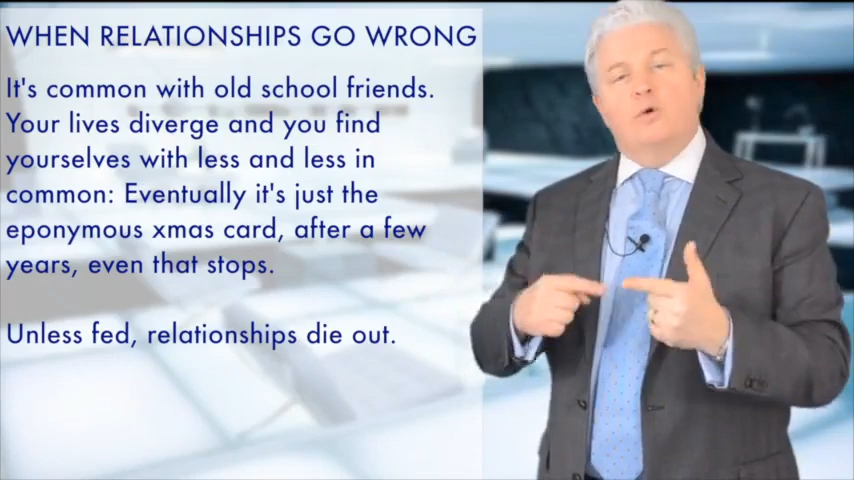 WHEN RELATIONSHIPS GO WRONG
It's common with old school friends.
Your lives diverge and you find
yourselves with less and less in
common: Eventually it's just the
eponymous xmas card, after a few
years, even that stops.
Unless fed, relationships die out.